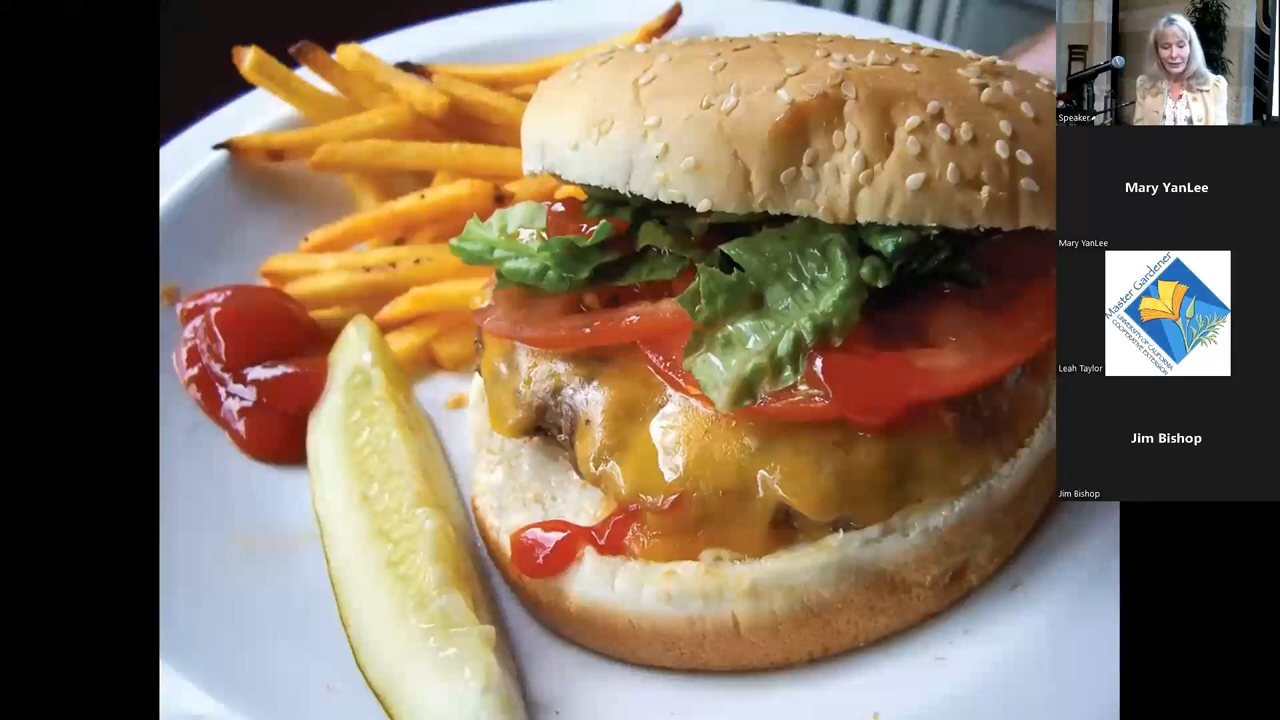 Speaker
Mary YanLee
Mary YanLee
Master Gardener
UNIVERSITY OF CALIFORNIA
COOPERATIVE EXTENSION
Leah Taylor
Jim Bishop
Jim Bishop